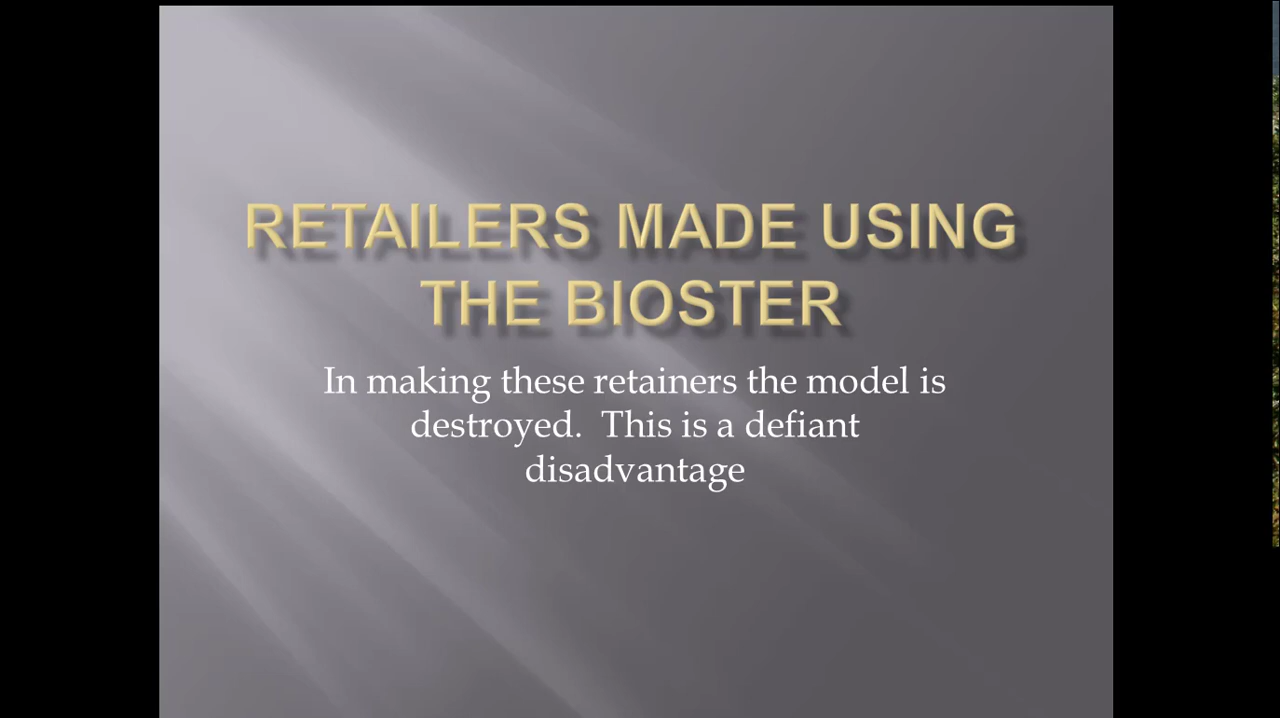 RETAILERS MADE USING
THE BIOSTER
In making these retainers the model is
destroyed.  This is a defiant
disadvantage